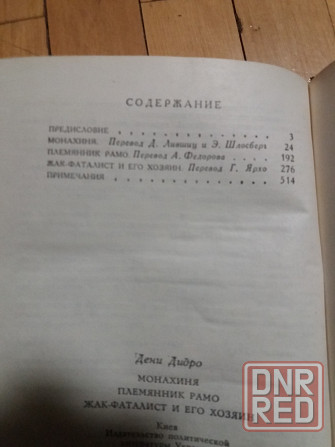 СОДЕРЖАНИЕ
ПРЕДИСЛОВИЕ . . . . . . . . . . . 3
МОНАХИНЯ. Перевод Д. Лившиц и Э. Шлосберг 24
ПЛЕМЯННИК РАМО. Перевод А. Федорова . . . . 192
ЖАК-ФАТАЛИСТ И ЕГО ХОЗЯИН. Перевод Г. Ярхо 276
ПРИМЕЧАНИЯ . . . . . . . . . . . 514
Дени Дидро
МОНАХИНЯ
ПЛЕМЯННИК РАМО
ЖАК-ФАТАЛИСТ И ЕГО ХОЗЯИН
Киев
Издательство политической
литературы
DNR
RED